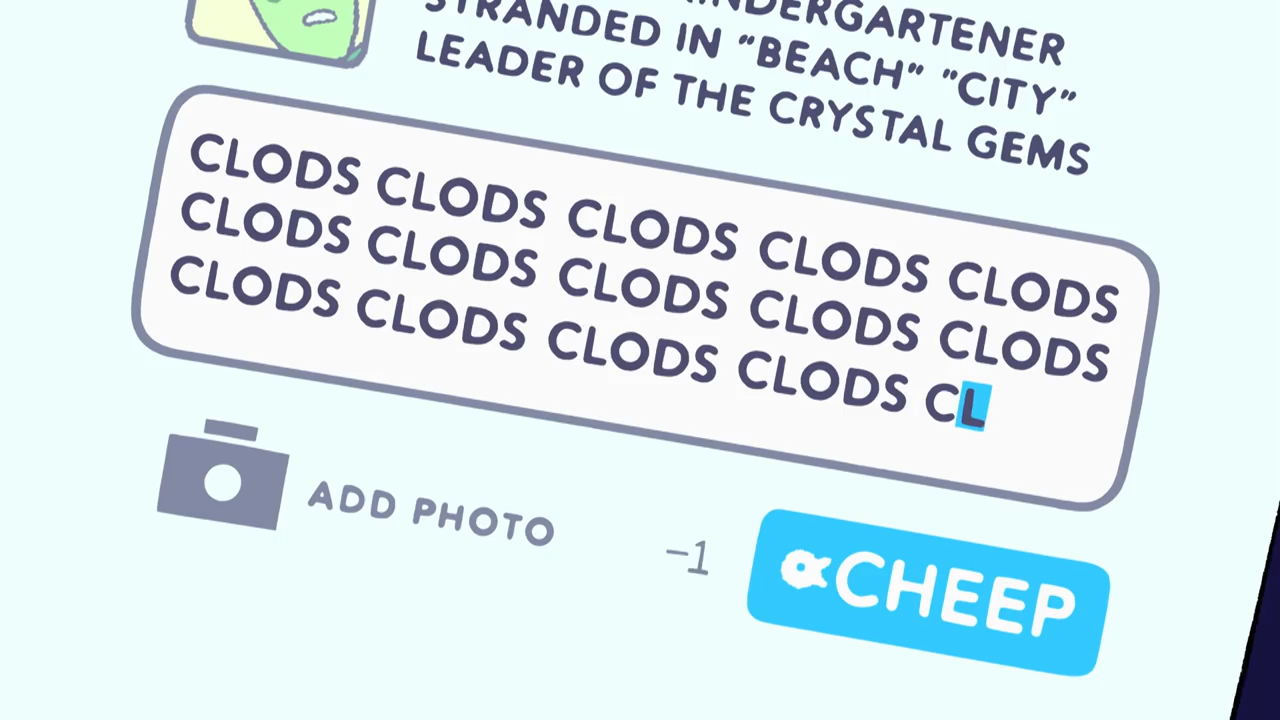 KINDERGARTENER
STRANDED IN “BEACH” "CITY”
LEADER OF THE CRYSTAL GEMS
CLODS CLODS CLODS CLODS CLODS
CLODS CLODS CLODS CLODS CLODS
CLODS CLODS CLODS CLODS CL
ADD PHOTO
-1
CHEEP